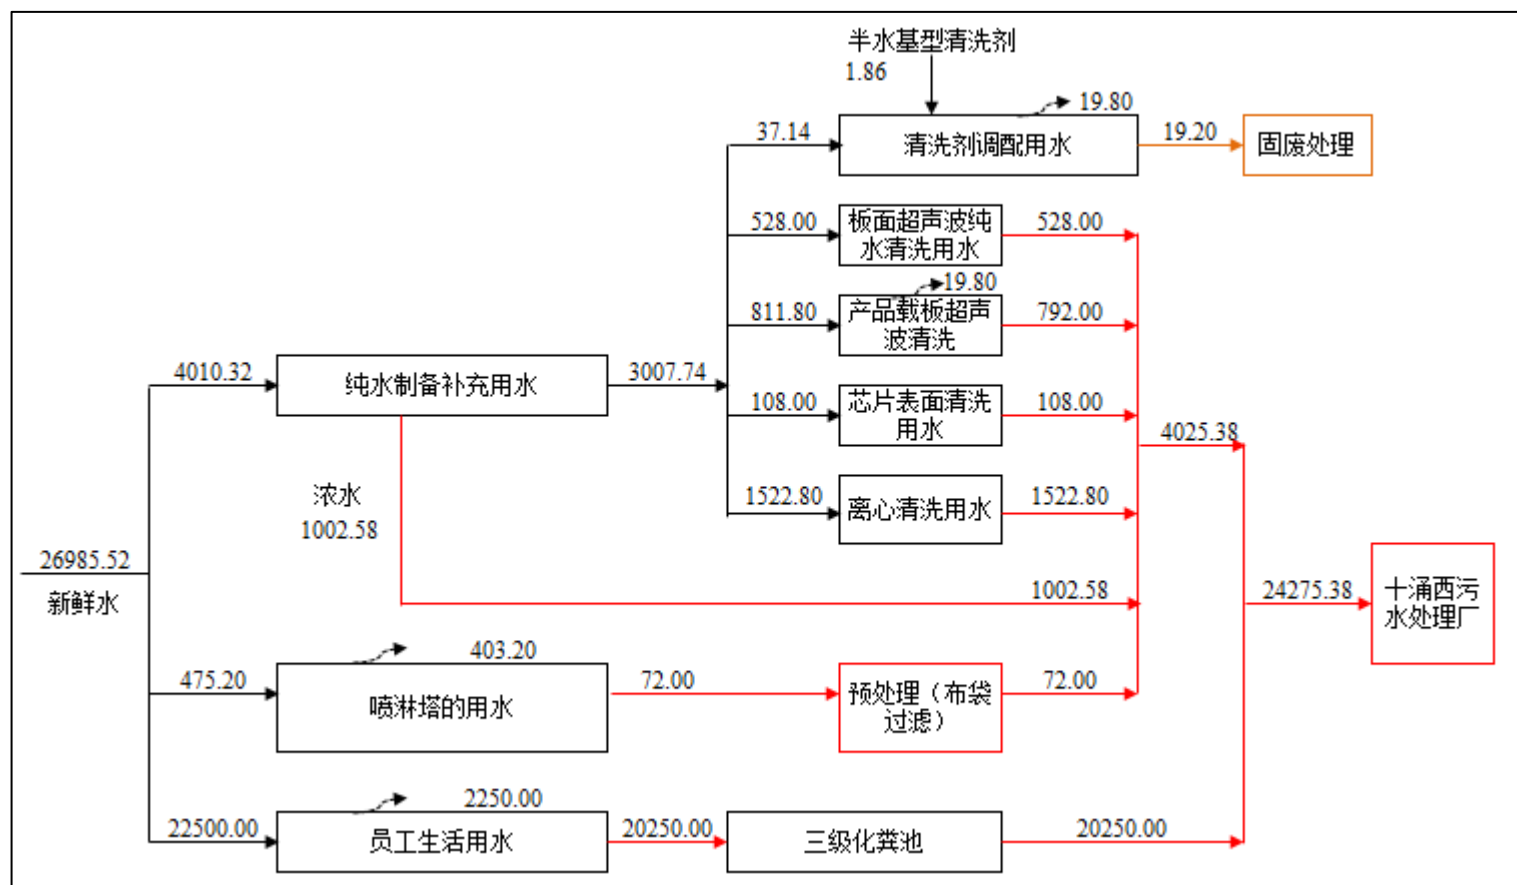 半水基型清洗剂
1.86
19.80
37.14
清洗剂调配用水
19.20
固废处理
528.00
板面超声波纯
水清洗用水
528.00
19.80
811.80
产品载板超声
波清洗
792.00
4010.32
纯水制备补充用水
3007.74
108.00
芯片表面清洗
用水
108.00
4025.38
浓水
1002.58
1522.80
离心清洗用水
1522.80
26985.52
新鲜水
1002.58
24275.38
十涌西污
水处理厂
403.20
475.20
喷淋塔的用水
72.00
预处理（布袋
过滤）
72.00
2250.00
22500.00
员工生活用水
20250.00
三级化粪池
20250.00